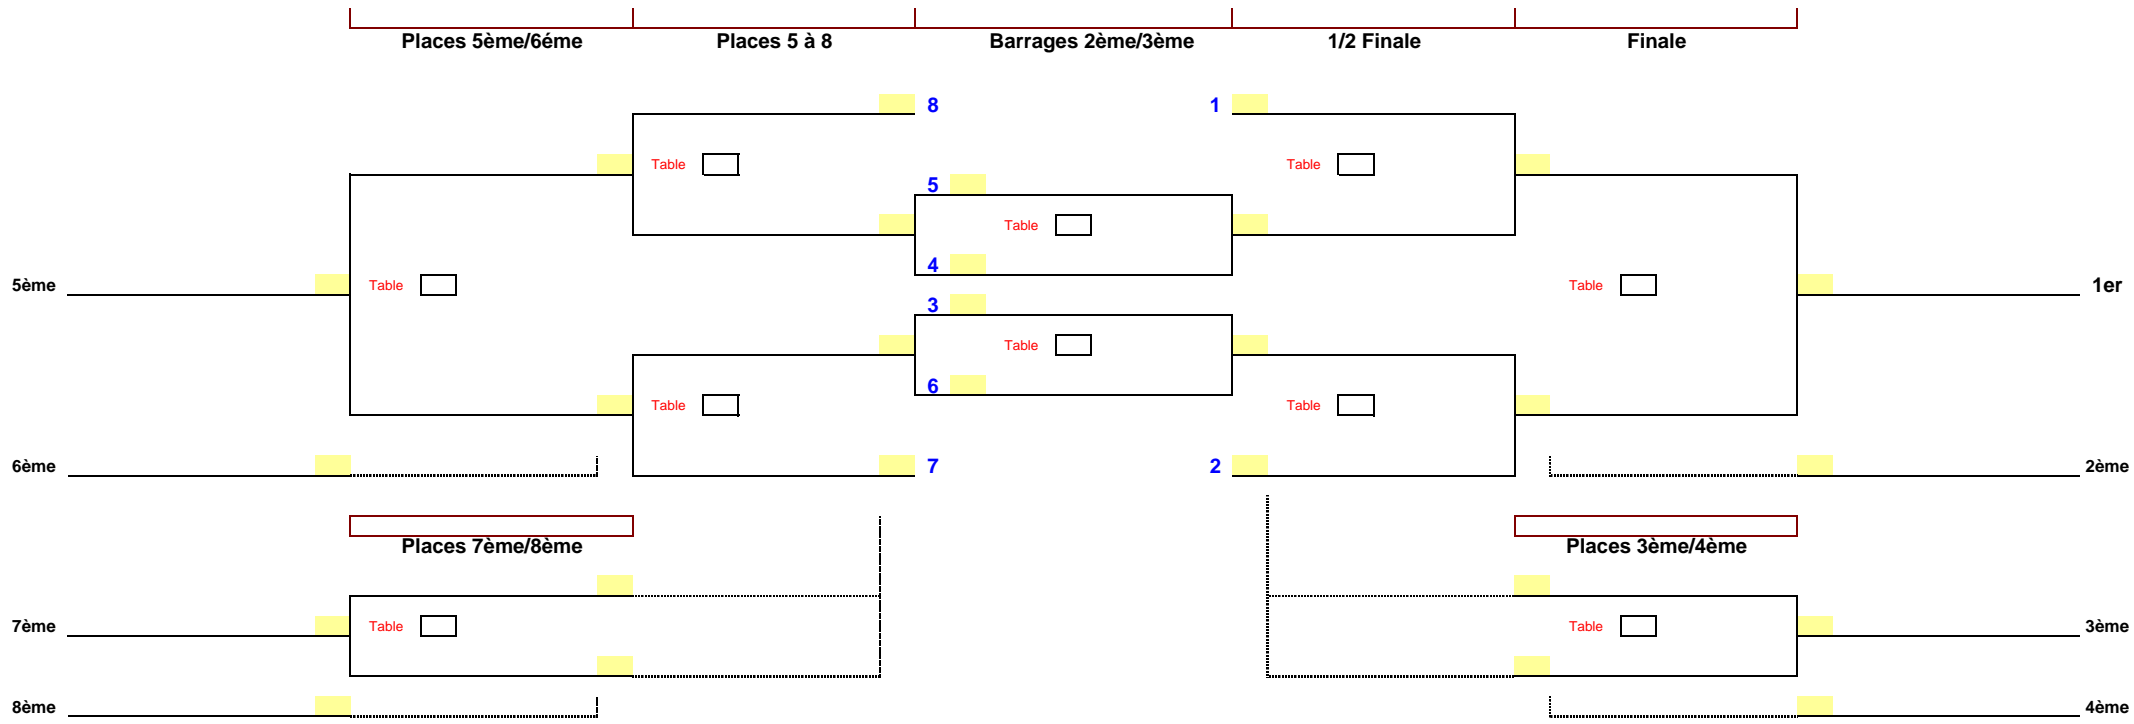 Places 5ème/6éme Places 5 à 8 Barrages 2ème/3ème 1/2 Finale Finale
8 1
Table Table
5
Table
4
5ème Table Table 1er
3
Table
6
Table Table
6ème 7 2 2ème
Places 7ème/8ème Places 3ème/4ème
7ème Table Table 3ème
8ème 4ème